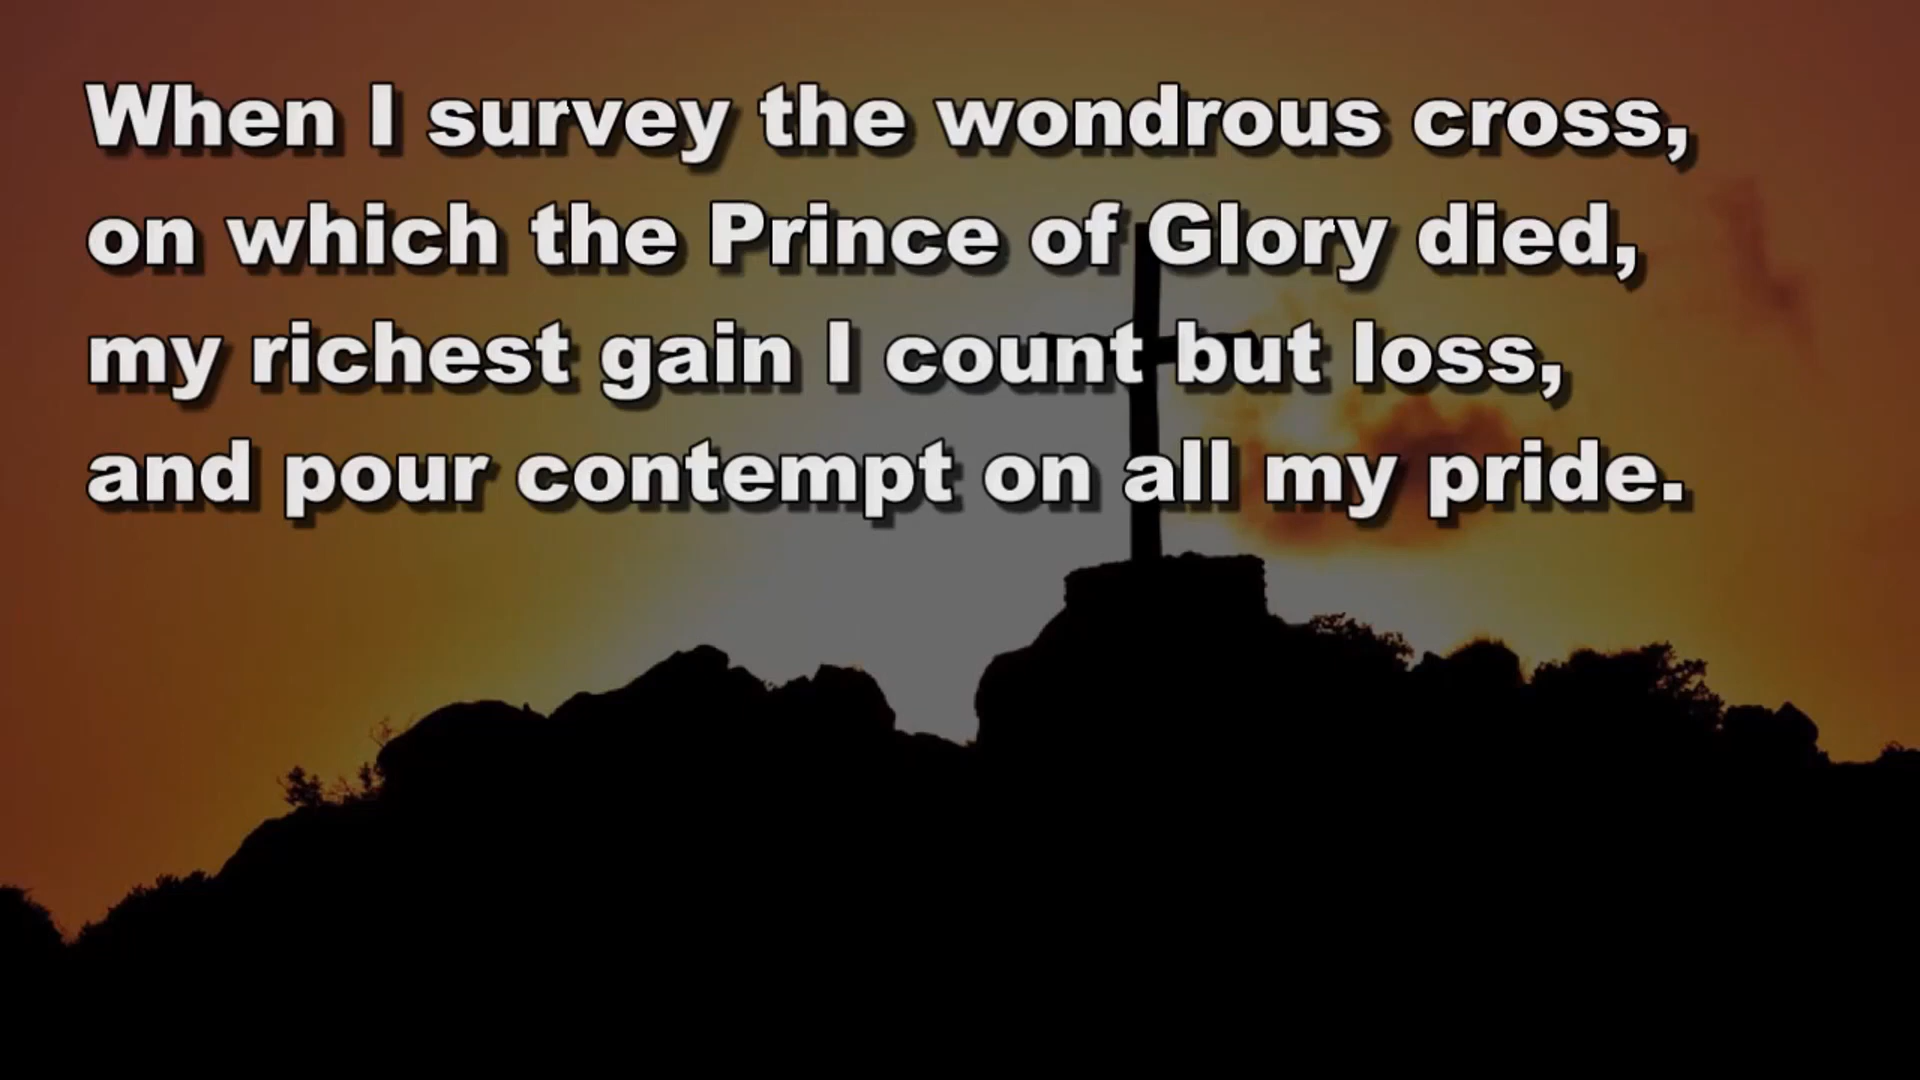 When I survey the wondrous cross,
on which the Prince of Glory died,
my richest gain I count but loss,
and pour contempt on all my pride.